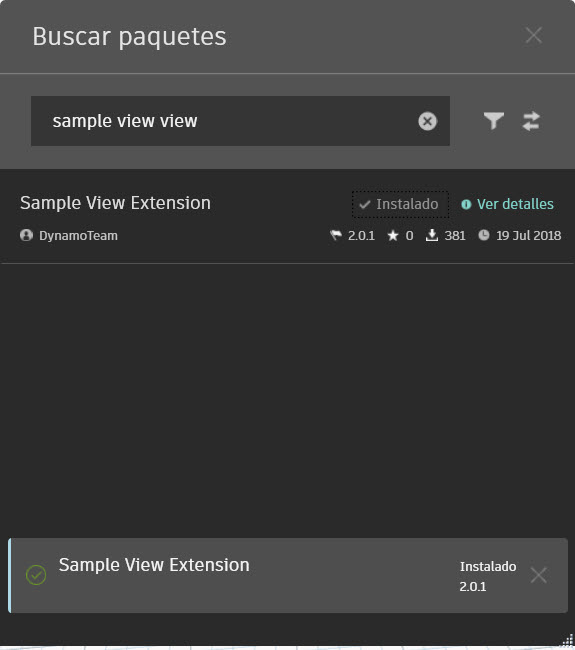 Buscar paquetes
sample view view
Sample View Extension Instalado Ver detalles
DynamoTeam 2.0.1 0 381 19 Jul 2018
Sample View Extension Instalado
2.0.1